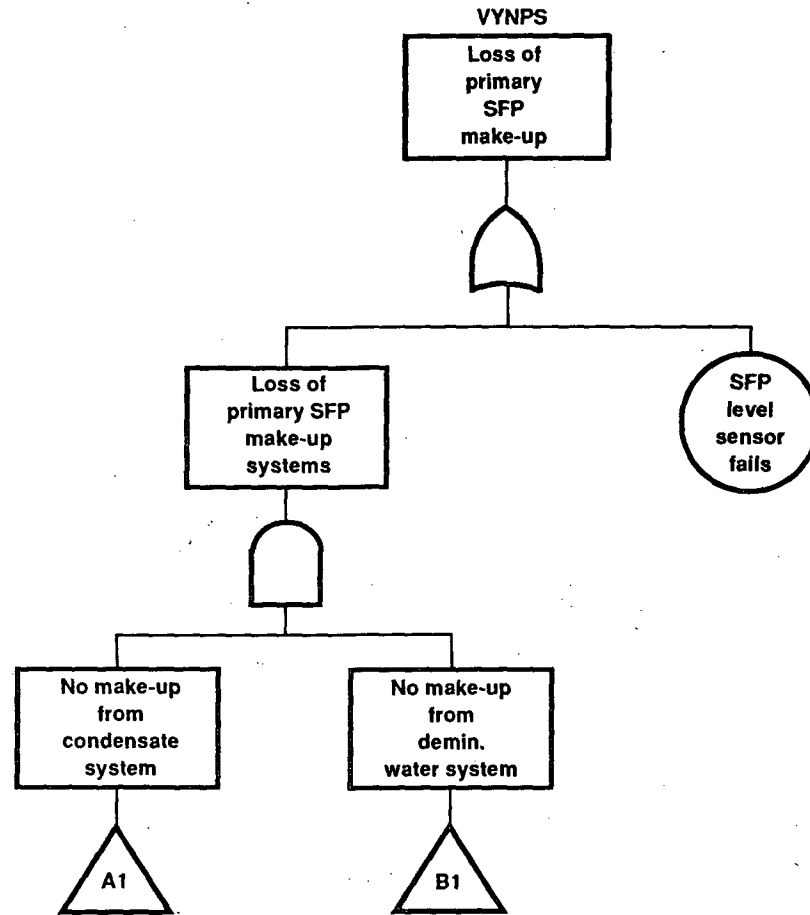 VYNPS
Loss of
primary
SFP
make-up
Loss of
primary SFP
make-up
systems
SFP
level
sensor
fails
No make-up
from
condensate
system
No make-up
from
demin.
water system
A1
B1